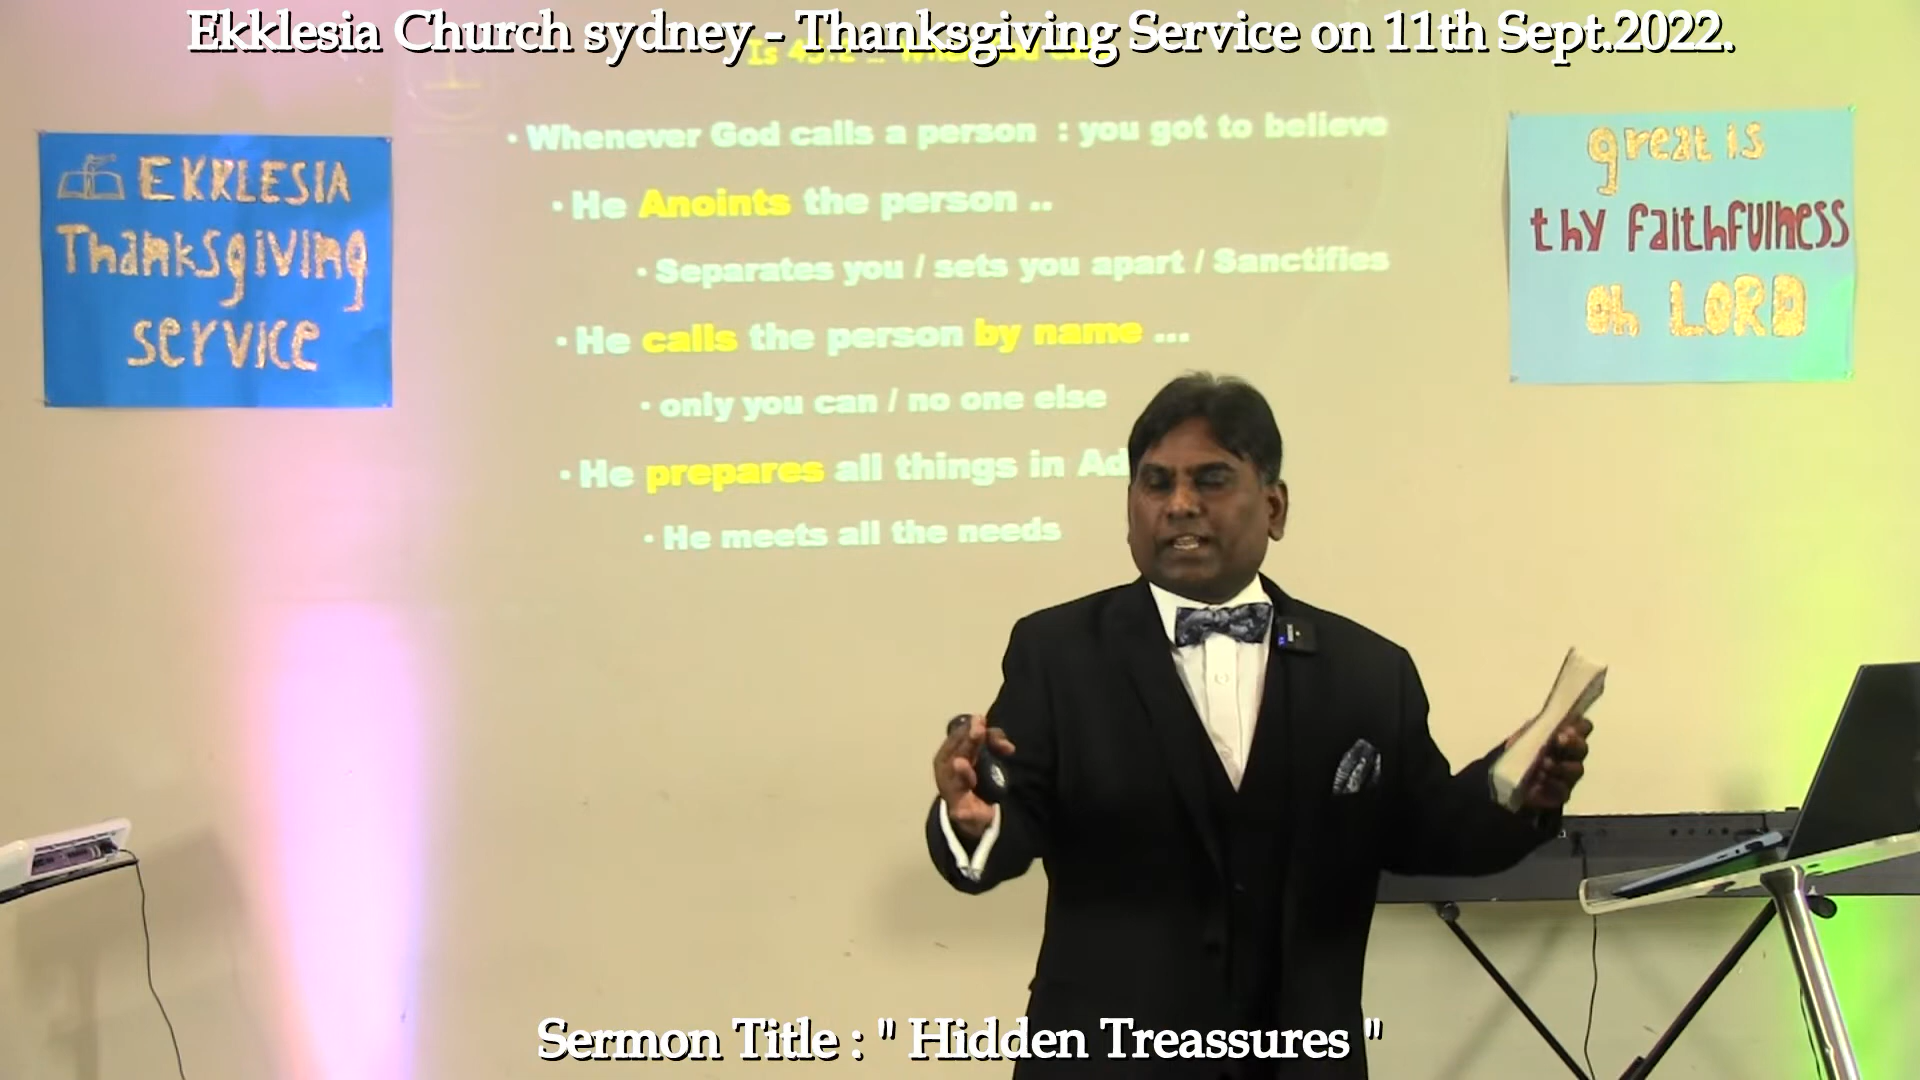 Ekklesia Church sydney - Thanksgiving Service on 11th Sept.2022.
• Whenever God calls a person : you got to believe
• He Anoints the person ..
• Separates you / sets you apart / Sanctifies
• He calls the person by name ...
• only you can / no one else
• He prepares all things in Ad
• He meets all the needs
EKKLESIA
Thanksgiving
service
great is
thy faithfulness
oh LORD
Sermon Title : " Hidden Treassures "